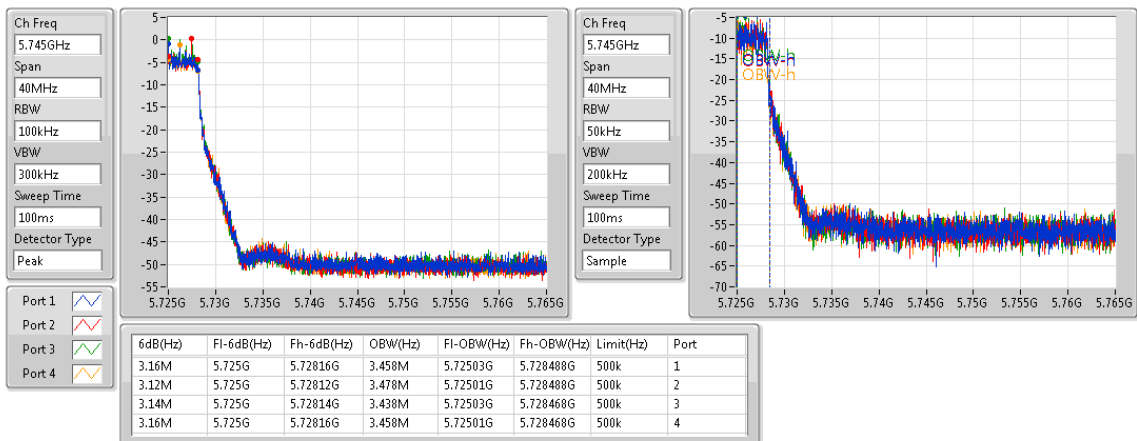 Ch Freq
5.745GHz
Span
40MHz
RBW
100kHz
VBW
300kHz
Sweep Time
100ms
Detector Type
Peak
5
0
-5
-10
-15
-20
-25
-30
-35
-40
-45
-50
-55
5.725G 5.73G 5.735G 5.74G 5.745G 5.75G 5.755G 5.76G 5.765G
Ch Freq
5.745GHz
Span
40MHz
RBW
50kHz
VBW
200kHz
Sweep Time
100ms
Detector Type
Sample
-5
-10
-15
-20
-25
-30
-35
-40
-45
-50
-55
-60
-65
-70
OBW-h
OBW-h
5.725G 5.73G 5.735G 5.74G 5.745G 5.75G 5.755G 5.76G 5.765G
Port 1
Port 2
Port 3
Port 4
6dB(Hz) Fl-6dB(Hz) Fh-6dB(Hz) OBW(Hz) Fl-OBW(Hz) Fh-OBW(Hz) Limit(Hz) Port
3.16M 5.725G 5.72816G 3.458M 5.72503G 5.728488G 500k 1
3.12M 5.725G 5.72812G 3.478M 5.72501G 5.728488G 500k 2
3.14M 5.725G 5.72814G 3.438M 5.72503G 5.728468G 500k 3
3.16M 5.725G 5.72816G 3.458M 5.72501G 5.728468G 500k 4